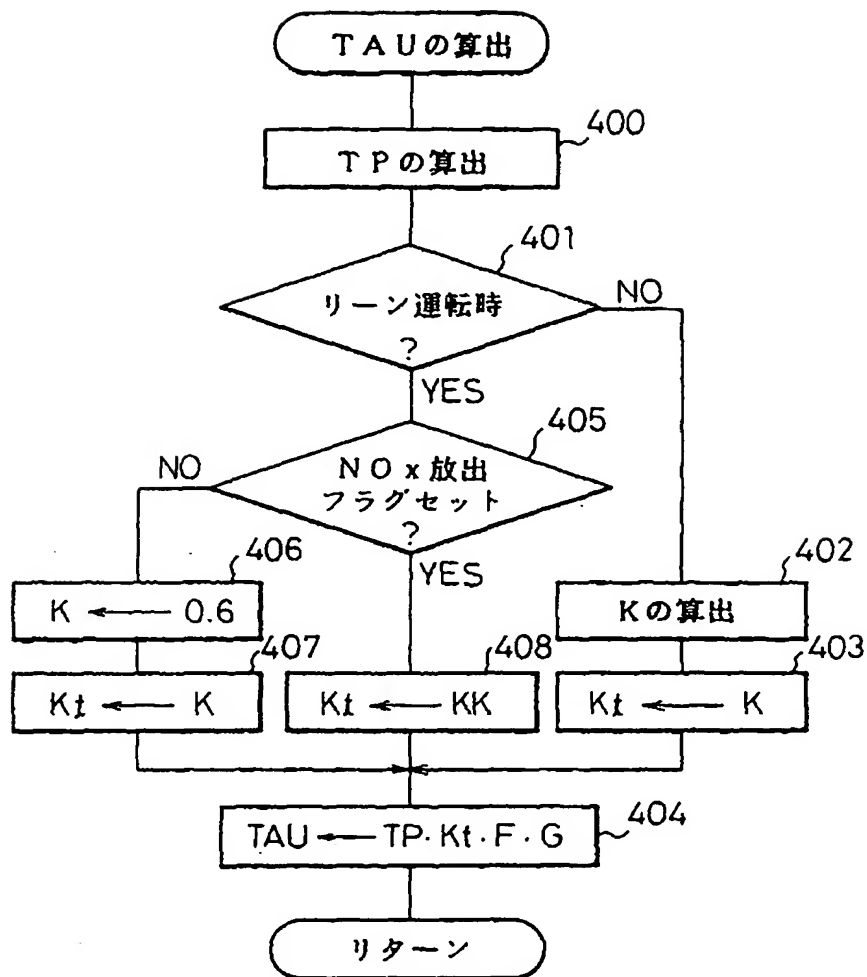 TAUの算出
400
TPの算出
401
リーン運転時
?
NO
YES
405
NOx放出
フラグセット
?
NO
YES
406
K ← 0.6
402
Kの算出
407
Kt ← K
408
Kt ← KK
403
Kt ← K
404
TAU ← TP・Kt・F・G
リターン